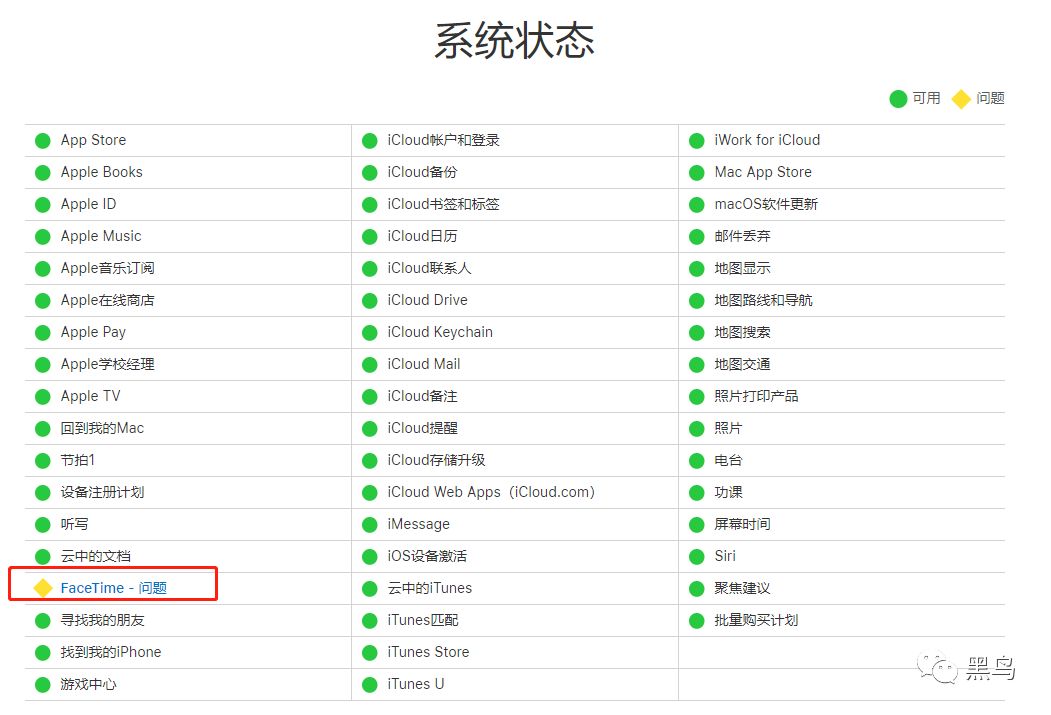 系统状态
可用 问题
App Store iCloud帐户和登录 iWork for iCloud
Apple Books iCloud备份 Mac App Store
Apple ID iCloud书签和标签 macOS软件更新
Apple Music iCloud日历 邮件丢弃
Apple音乐订阅 iCloud联系人 地图显示
Apple在线商店 iCloud Drive 地图路线和导航
Apple Pay iCloud Keychain 地图搜索
Apple学校经理 iCloud Mail 地图交通
Apple TV iCloud备注 照片打印产品
回到我的Mac iCloud提醒 照片
节拍1 iCloud存储升级 电台
设备注册计划 iCloud Web Apps（iCloud.com） 功课
听写 iMessage 屏幕时间
云中的文档 iOS设备激活 Siri
FaceTime - 问题 云中的iTunes 聚焦建议
寻找我的朋友 iTunes匹配 批量购买计划
找到我的iPhone iTunes Store
游戏中心 iTunes U
黑鸟